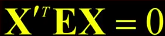 X′ᵀEX = 0